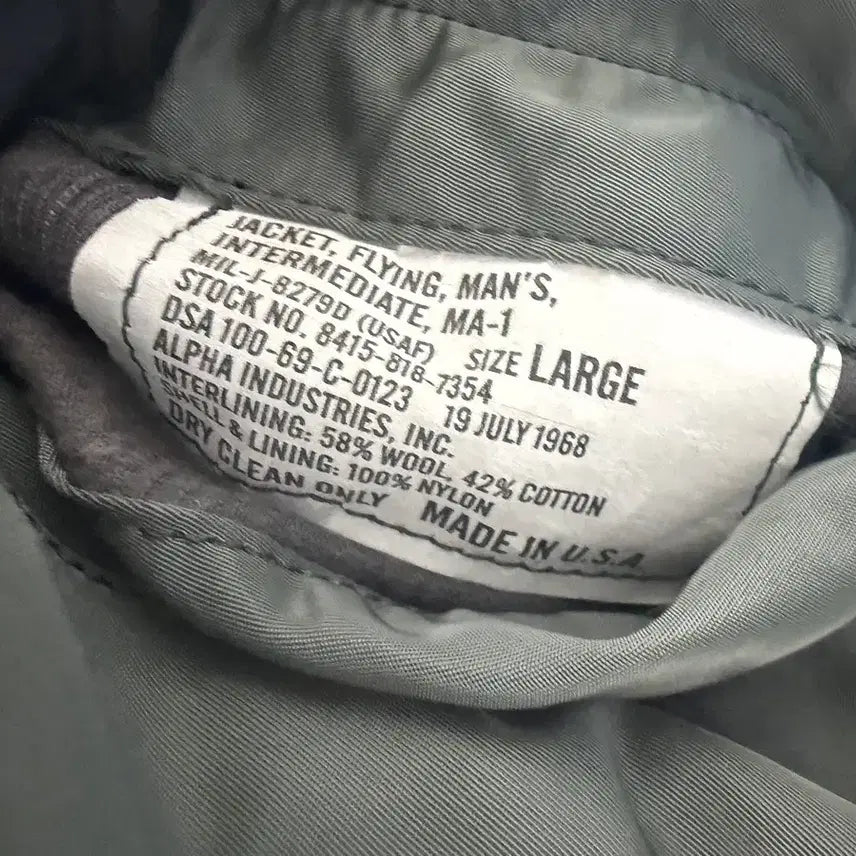 JACKET, FLYING, MAN'S,
INTERMEDIATE, MA-1
MIL-J-8279D (USAF)
SIZE LARGE
STOCK NO. 8415-818-7354
DSA 100-69-C-0123 19 JULY 1968
ALPHA INDUSTRIES, INC.
INTERLINING: 58% WOOL, 42% COTTON
SHELL & LINING: 100% NYLON
DRY CLEAN ONLY
MADE IN U.S.A.